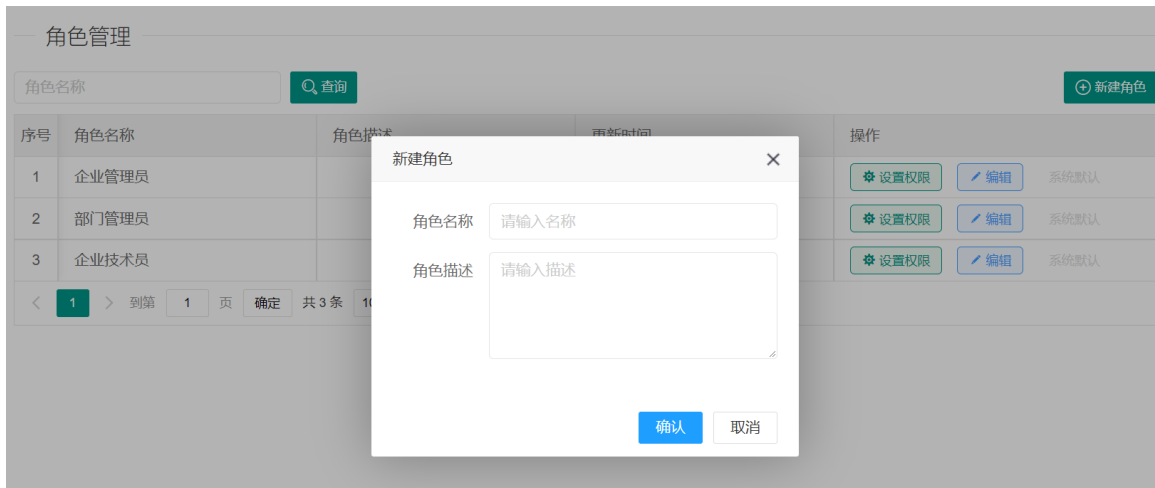 角色管理
角色名称 查询 新建角色
序号 角色名称 角色描述 更新时间 操作
1 企业管理员 设置权限 编辑 系统默认
2 部门管理员 设置权限 编辑 系统默认
3 企业技术员 设置权限 编辑 系统默认
1 到第 1 页 确定 共 3 条 10
新建角色
角色名称 请输入名称
角色描述 请输入描述
确认 取消